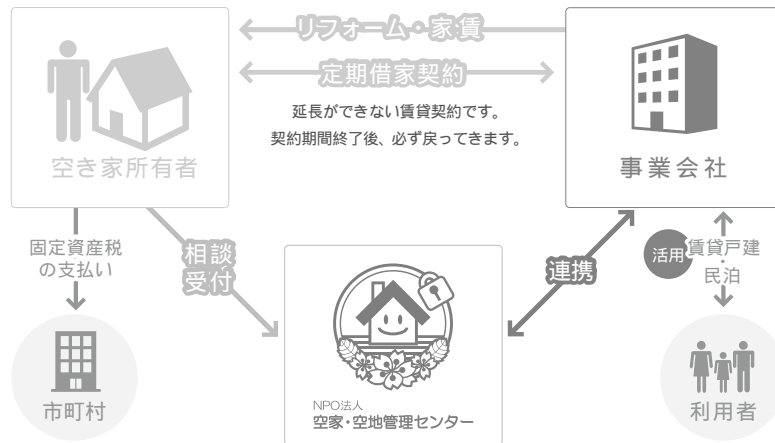 リフォーム・家賃
定期借家契約
延長ができない賃貸契約です。
契約期間終了後、必ず戻ってきます。
空き家所有者
事業会社
固定資産税
の支払い
相談
受付
連携
活用
賃貸戸建
・
民泊
市町村
NPO法人
空家・空地管理センター
利用者